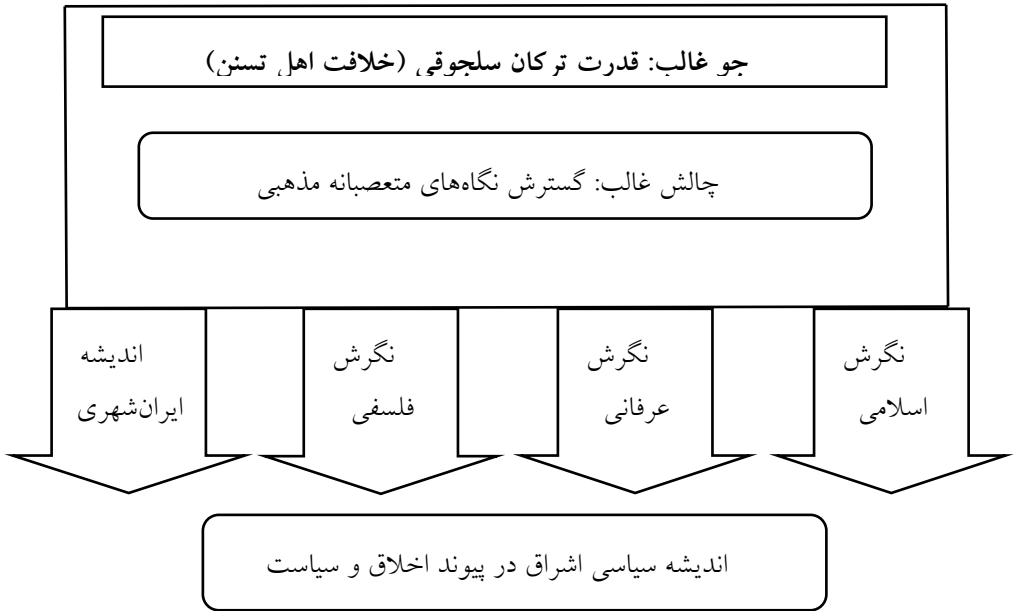 جو غالب: قدرت ترکان سلجوقی (خلافت اهل تسنن)
چالش غالب: گسترش نگاه‌های متعصبانه مذهبی
نگرش
اسلامی
نگرش
عرفانی
نگرش
فلسفی
اندیشه
ایران‌شهری
اندیشه سیاسی اشراق در پیوند اخلاق و سیاست